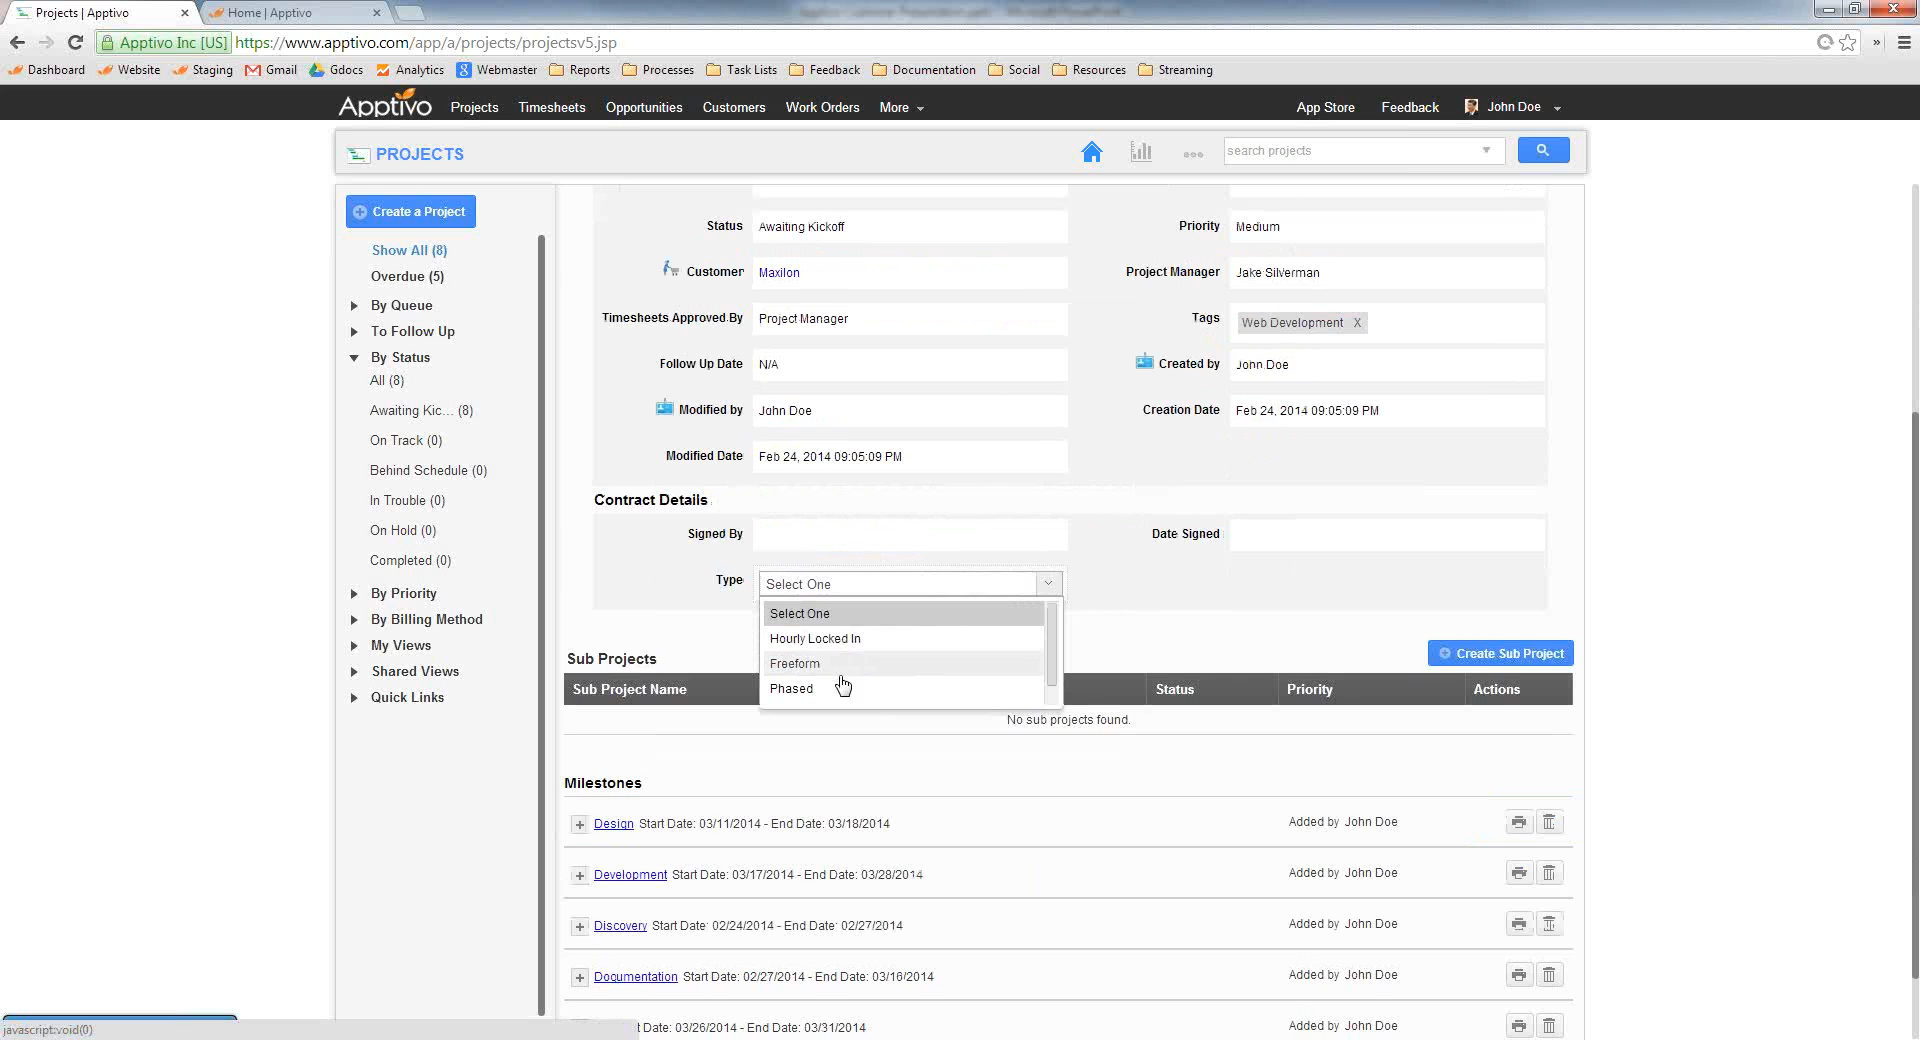 Projects | Apptivo
Home | Apptivo
Apptivo Inc [US] https://www.apptivo.com/app/a/projects/projectsv5.jsp
Dashboard Website Staging Gmail Gdocs Analytics Webmaster Reports Processes Task Lists Feedback Documentation Social Resources Streaming
Apptivo Projects Timesheets Opportunities Customers Work Orders More App Store Feedback John Doe
PROJECTS search projects
Create a Project
Show All (8)
Overdue (5)
By Queue
To Follow Up
By Status
All (8)
Awaiting Kic... (8)
On Track (0)
Behind Schedule (0)
In Trouble (0)
On Hold (0)
Completed (0)
By Priority
By Billing Method
My Views
Shared Views
Quick Links
Status Awaiting Kickoff Priority Medium
Customer Maxilon Project Manager Jake Silverman
Timesheets Approved By Project Manager Tags Web Development X
Follow Up Date N/A Created by John Doe
Modified by John Doe Creation Date Feb 24, 2014 09:05:09 PM
Modified Date Feb 24, 2014 09:05:09 PM
Contract Details
Signed By Date Signed
Type Select One
Select One
Hourly Locked In
Freeform
Phased
Sub Projects Create Sub Project
Sub Project Name Status Priority Actions
No sub projects found.
Milestones
+ Design Start Date: 03/11/2014 - End Date: 03/18/2014 Added by John Doe
+ Development Start Date: 03/17/2014 - End Date: 03/28/2014 Added by John Doe
+ Discovery Start Date: 02/24/2014 - End Date: 02/27/2014 Added by John Doe
+ Documentation Start Date: 02/27/2014 - End Date: 03/16/2014 Added by John Doe
t Date: 03/26/2014 - End Date: 03/31/2014 Added by John Doe
javascript:void(0)